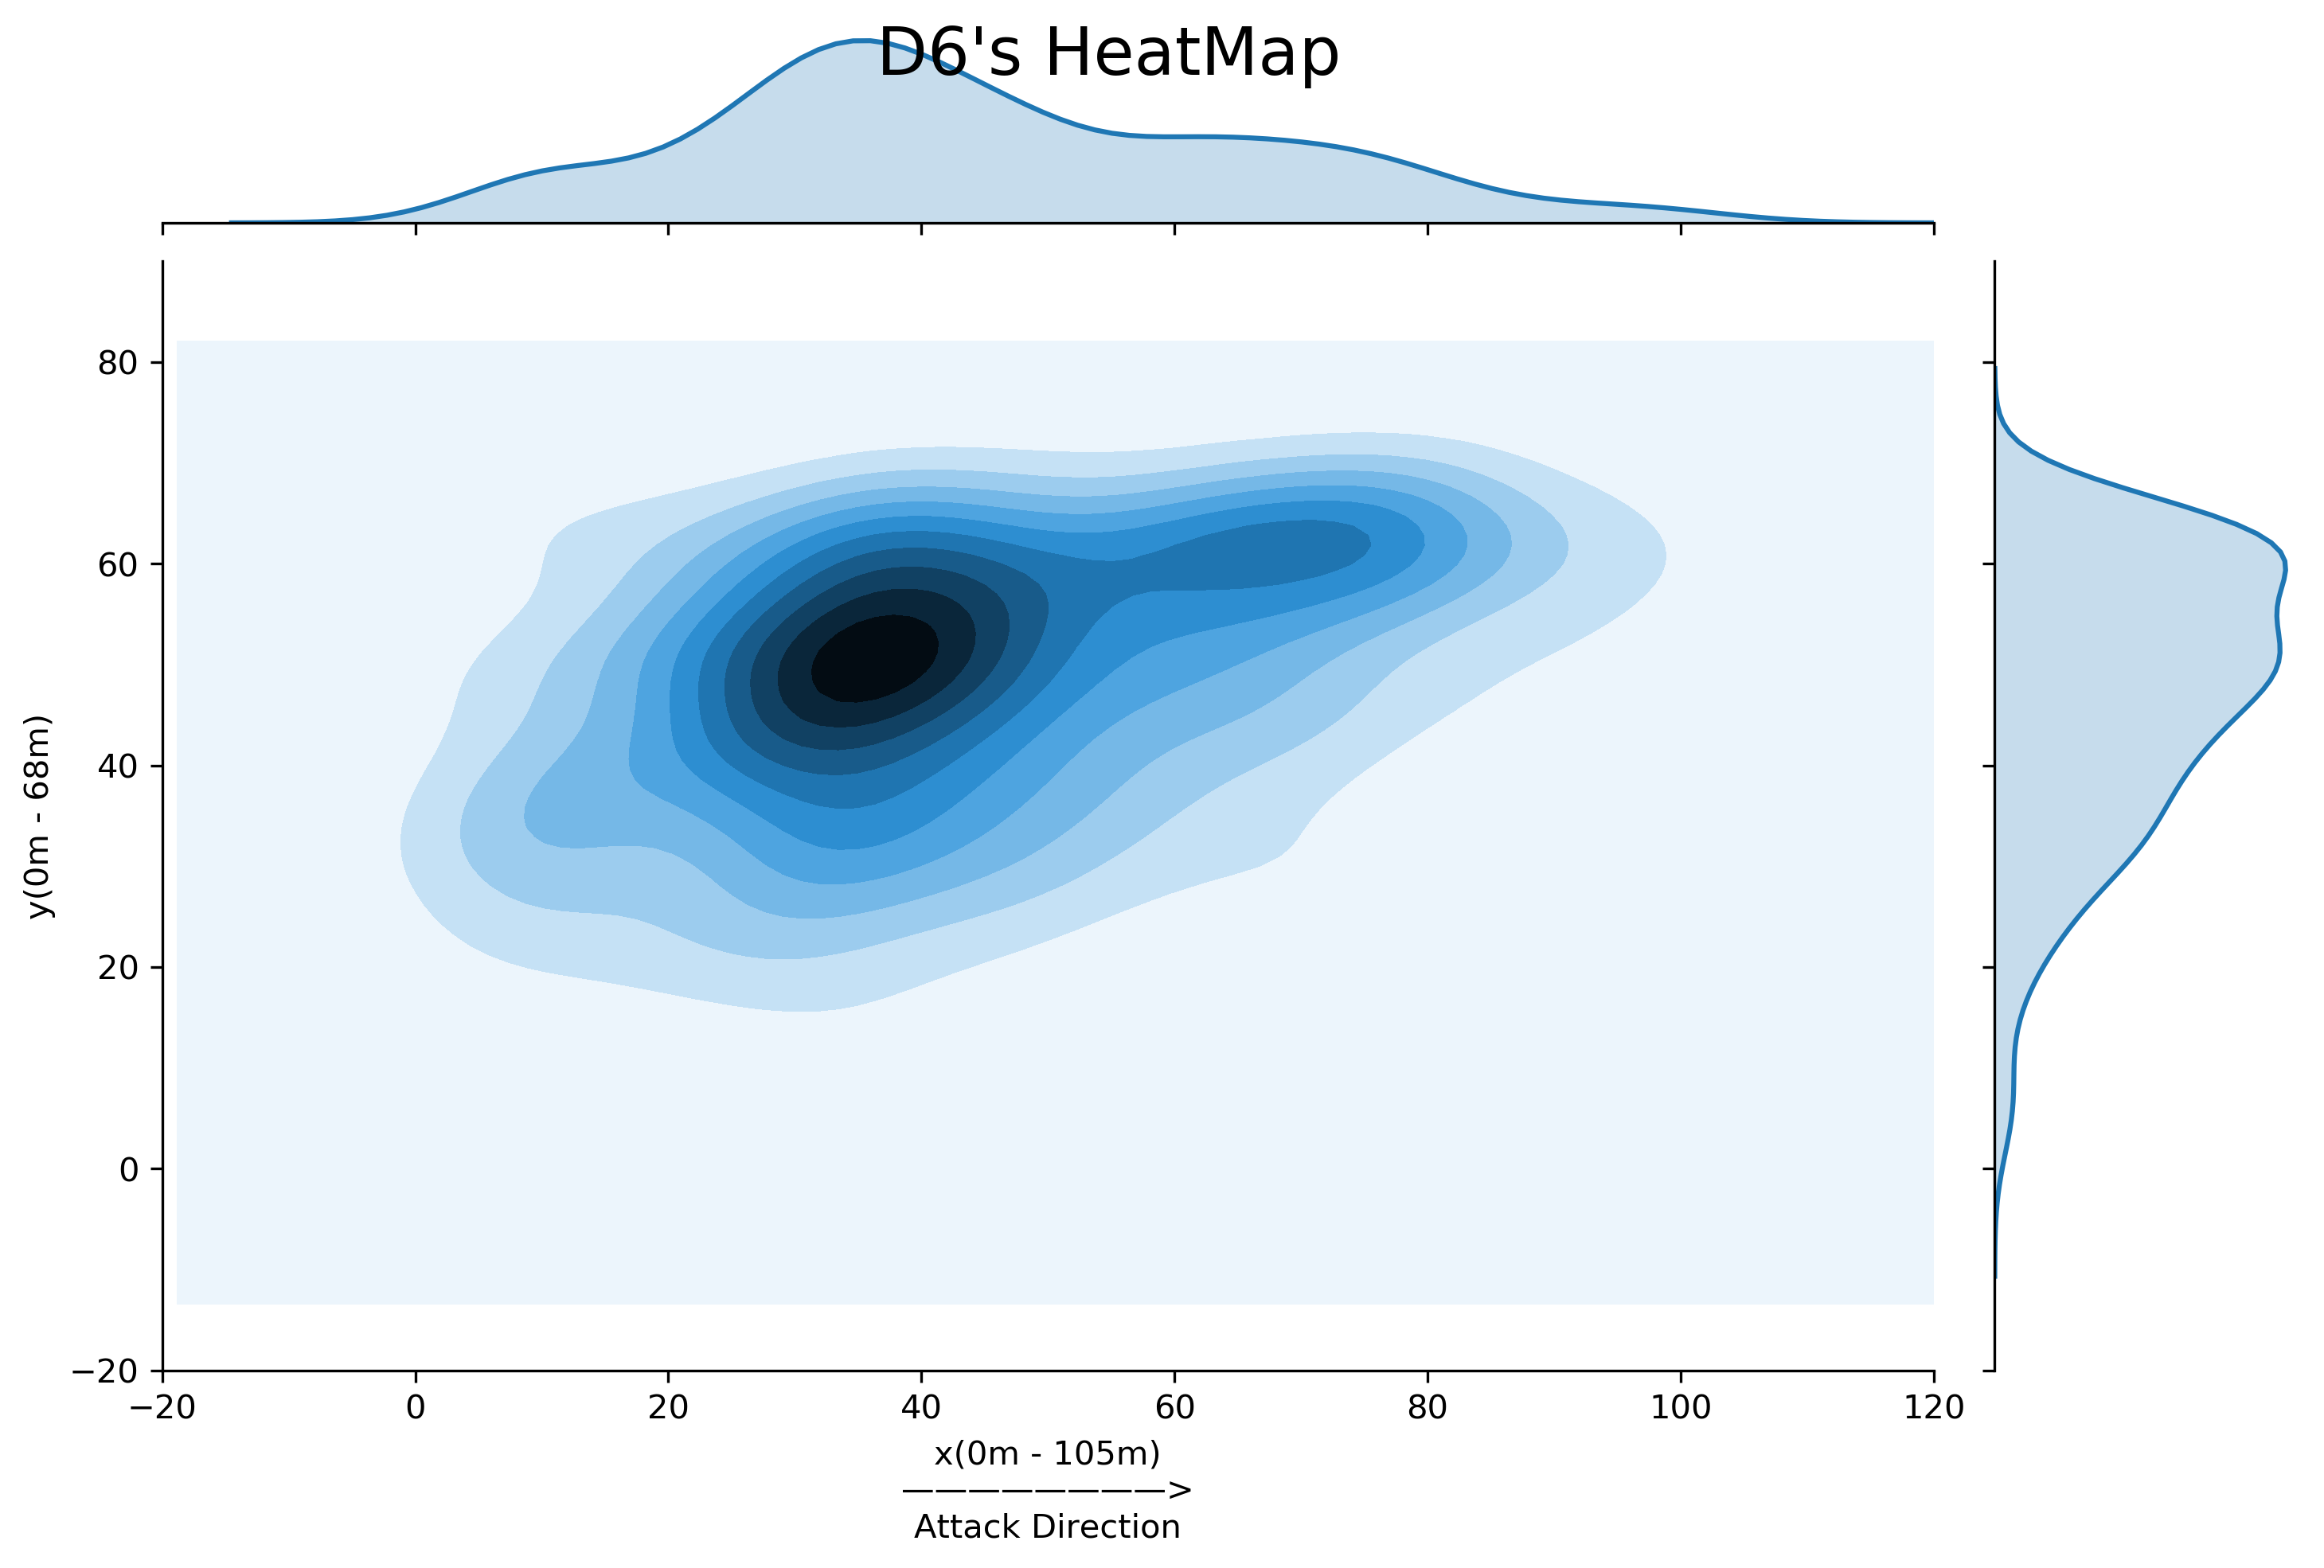 D6's HeatMap
80
60
40
20
0
−20
y(0m - 68m)
−20 0 20 40 60 80 100 120
x(0m - 105m)
————————>
Attack Direction